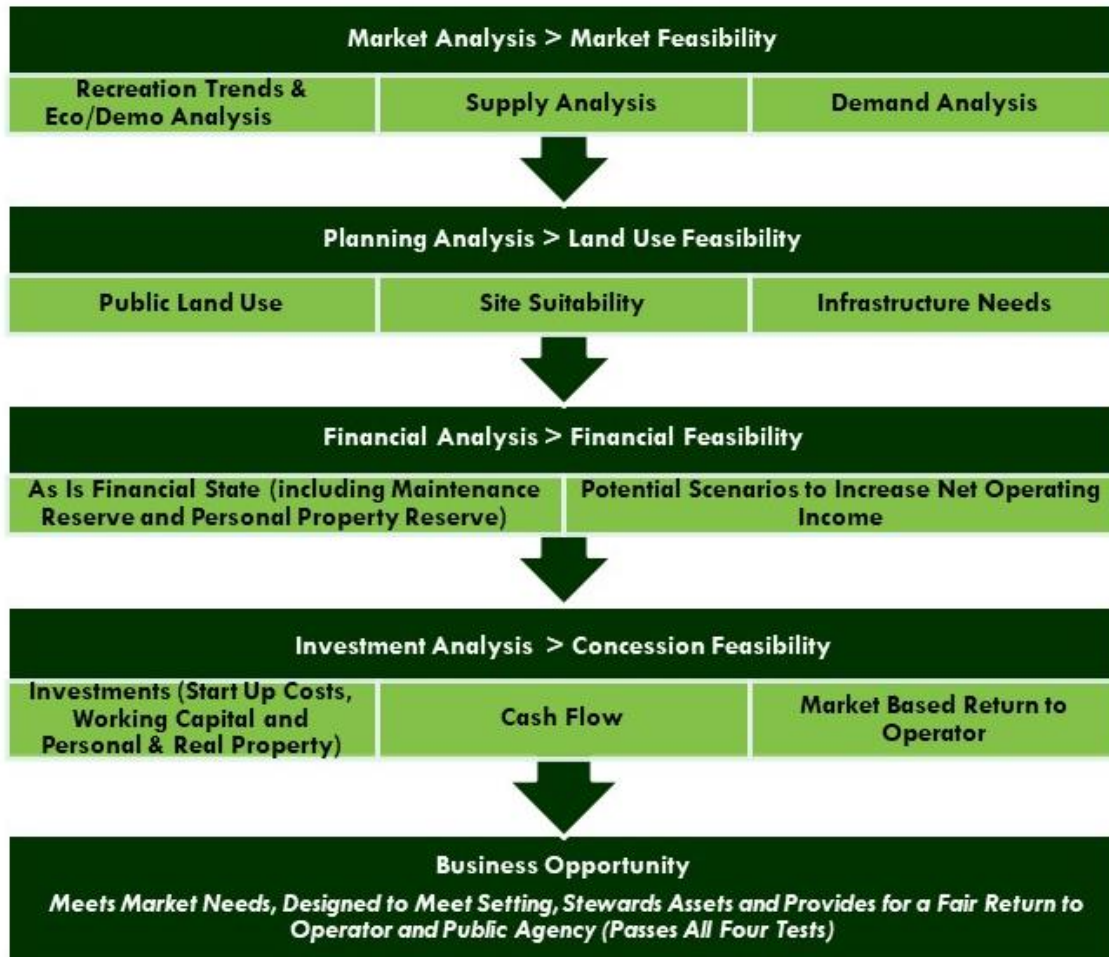 Market Analysis > Market Feasibility
Recreation Trends &
Eco/Demo Analysis
Supply Analysis
Demand Analysis
Planning Analysis > Land Use Feasibility
Public Land Use
Site Suitability
Infrastructure Needs
Financial Analysis > Financial Feasibility
As Is Financial State (including Maintenance
Reserve and Personal Property Reserve)
Potential Scenarios to Increase Net Operating
Income
Investment Analysis > Concession Feasibility
Investments (Start Up Costs,
Working Capital and
Personal & Real Property)
Cash Flow
Market Based Return to
Operator
Business Opportunity
Meets Market Needs, Designed to Meet Setting, Stewards Assets and Provides for a Fair Return to
Operator and Public Agency (Passes All Four Tests)